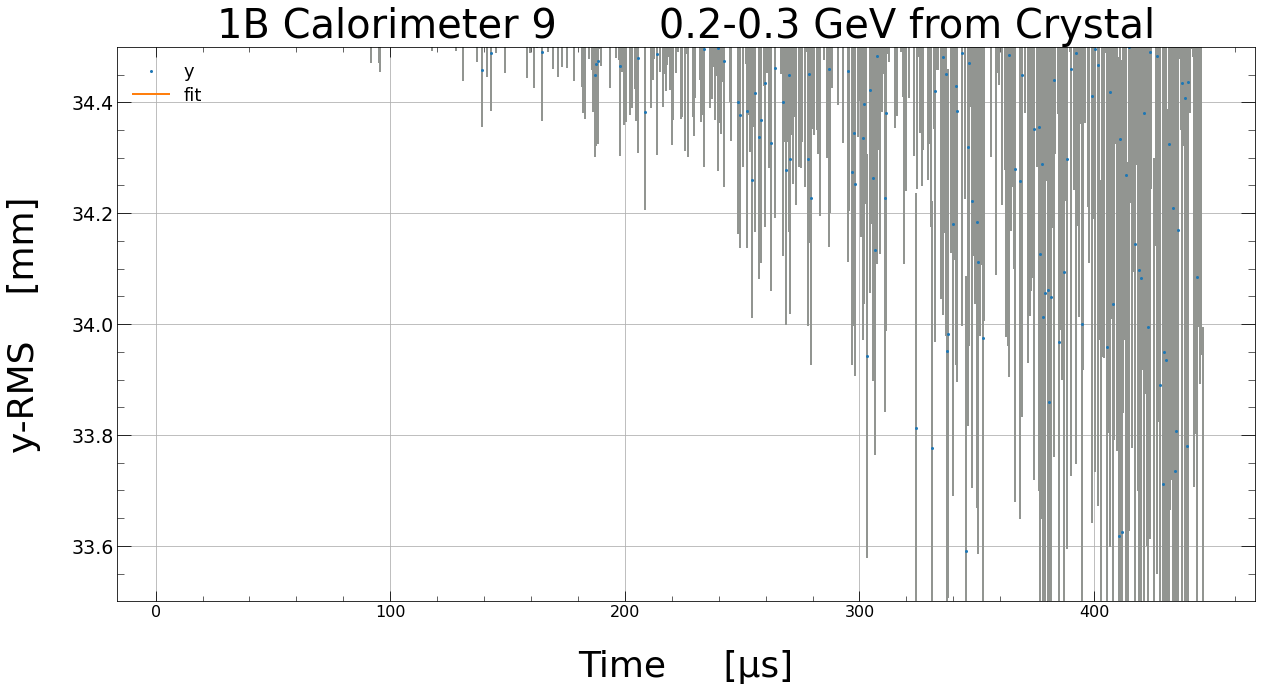 1B Calorimeter 9 0.2-0.3 GeV from Crystal
y
fit
34.4
34.2
34.0
33.8
33.6
y-RMS [mm]
0 100 200 300 400
Time [μs]